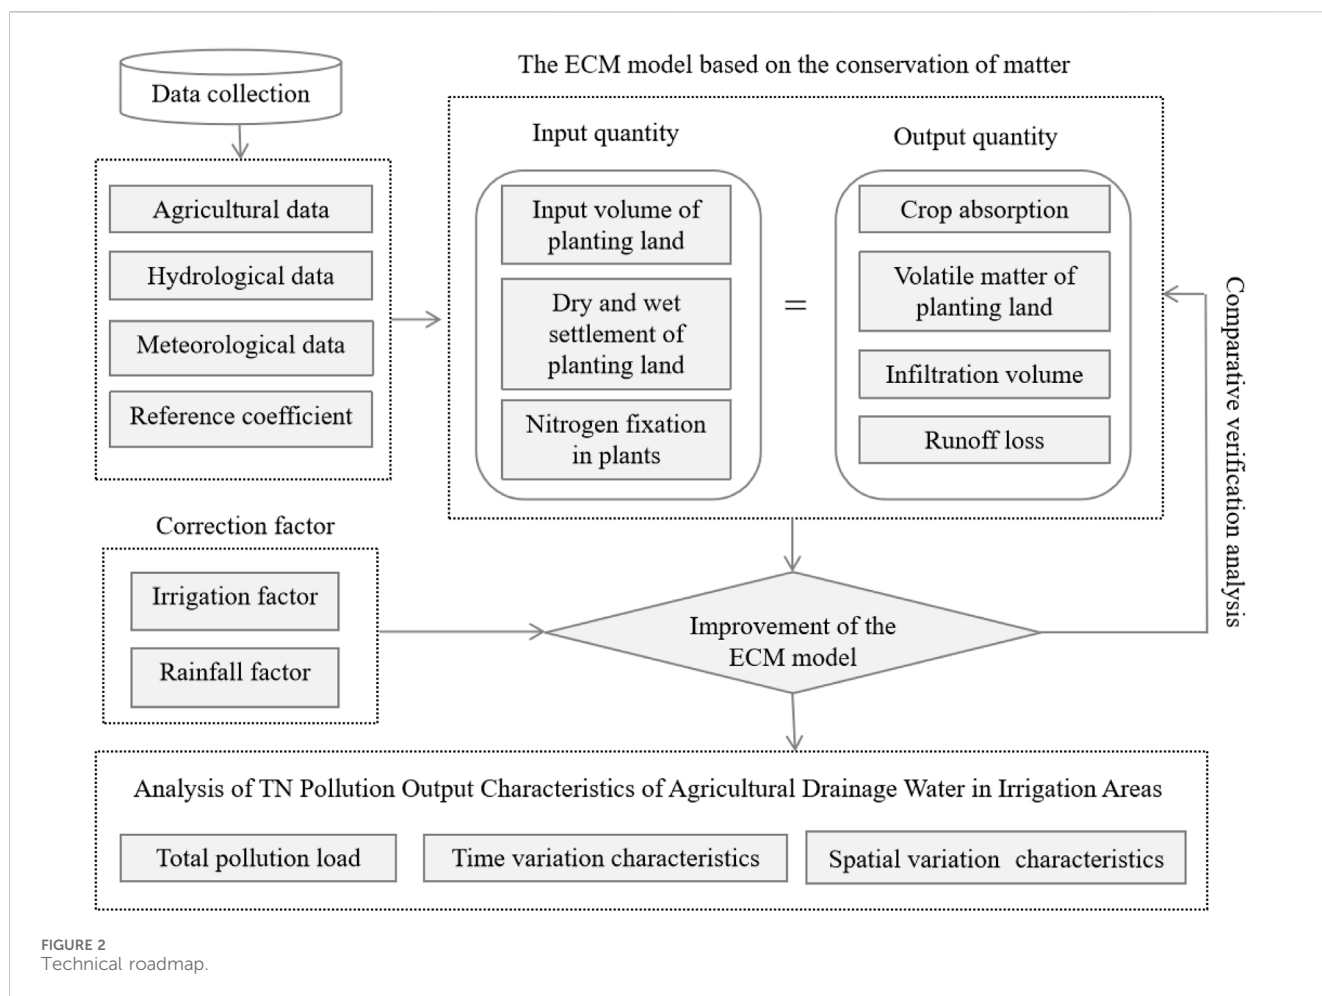 Data collection
Agricultural data
Hydrological data
Meteorological data
Reference coefficient
The ECM model based on the conservation of matter
Input quantity
Input volume of
planting land
Dry and wet
settlement of
planting land
Nitrogen fixation
in plants
=
Output quantity
Crop absorption
Volatile matter of
planting land
Infiltration volume
Runoff loss
Comparative verification analysis
Correction factor
Irrigation factor
Rainfall factor
Improvement of the
ECM model
Analysis of TN Pollution Output Characteristics of Agricultural Drainage Water in Irrigation Areas
Total pollution load
Time variation characteristics
Spatial variation characteristics
FIGURE 2
Technical roadmap.